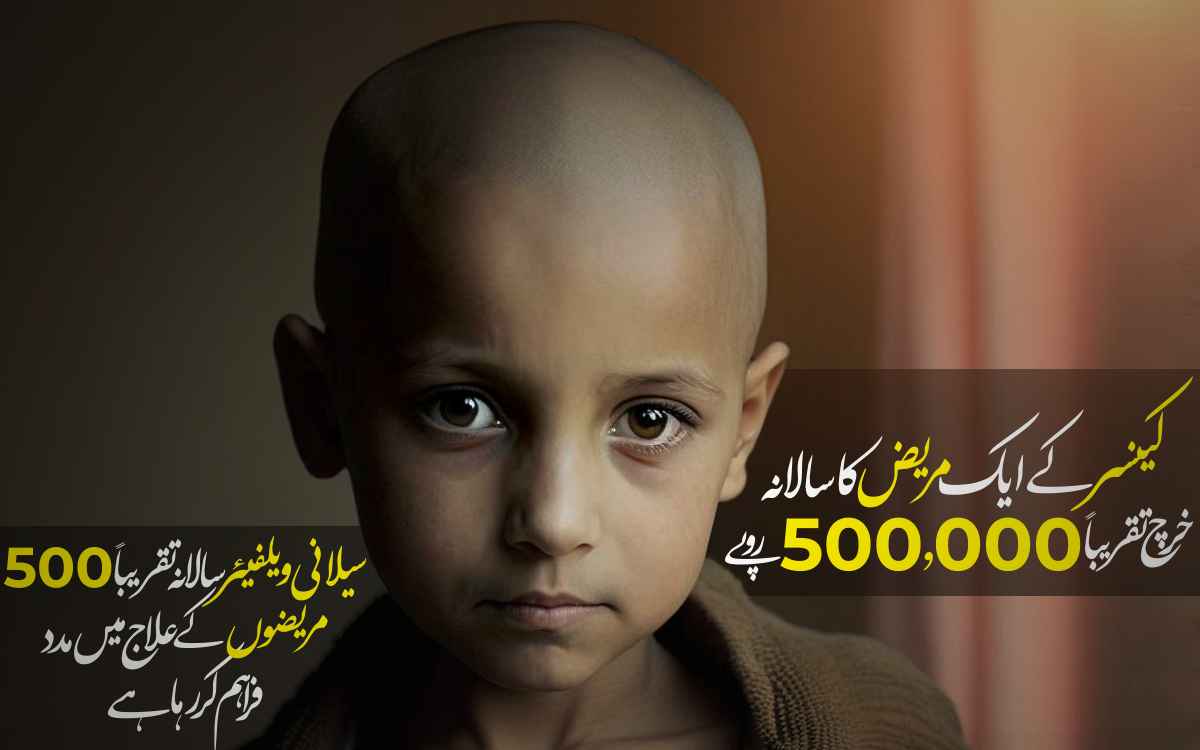 کینسر کے ایک مریض کا سالانہ
خرچ تقریباً 500,000 روپے
سیلانی ویلفیئر سالانہ تقریباً 500
مریضوں کے علاج میں مدد
فراہم کر رہا ہے